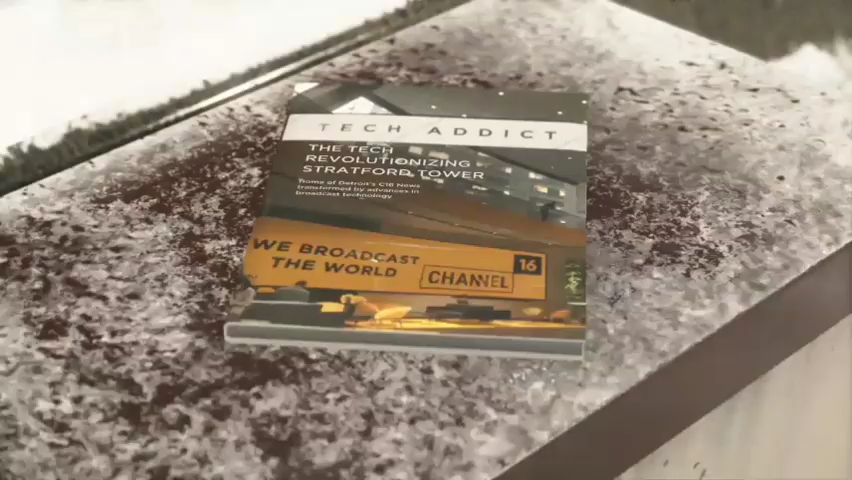 TECH ADDICT
THE TECH
REVOLUTIONIZING
STRATFORD TOWER
Home of Detroit's C16 News
transformed by advances in
broadcast technology
WE BROADCAST
THE WORLD
CHANNEL
16